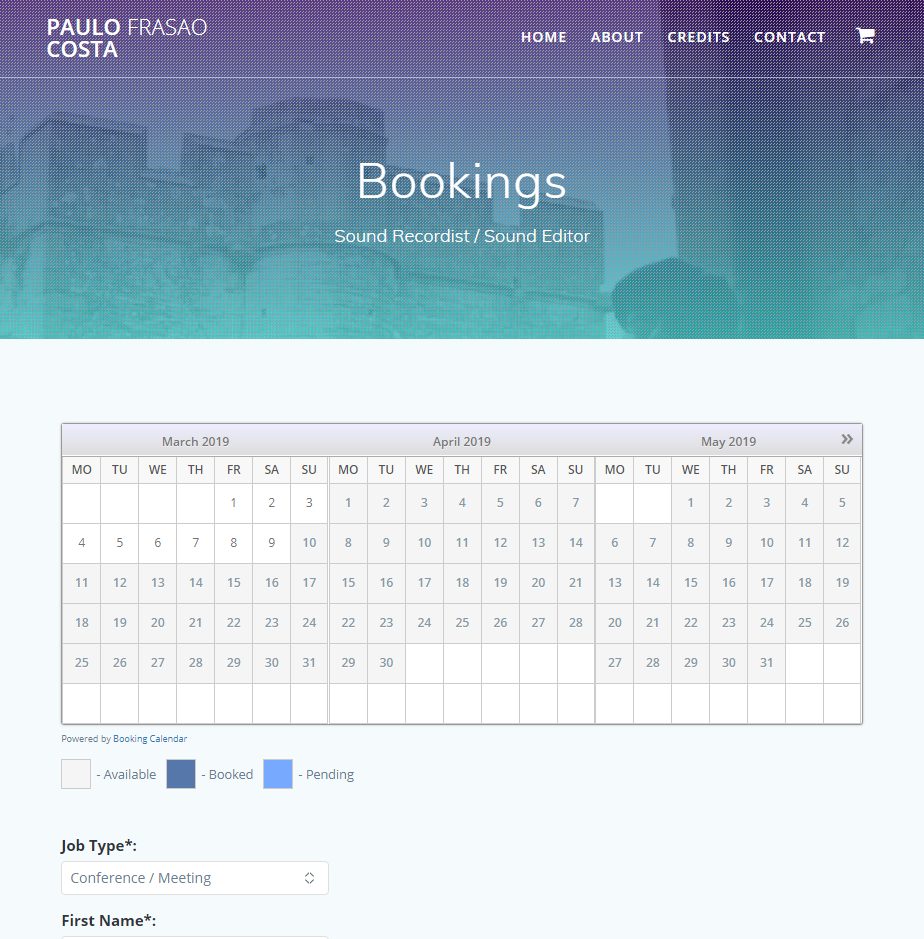 PAULO FRASAO
COSTA
HOME ABOUT CREDITS CONTACT
Bookings
Sound Recordist / Sound Editor
March 2019 April 2019 May 2019 »
MO TU WE TH FR SA SU MO TU WE TH FR SA SU MO TU WE TH FR SA SU
1 2 3 1 2 3 4 5 6 7 1 2 3 4 5
4 5 6 7 8 9 10 8 9 10 11 12 13 14 6 7 8 9 10 11 12
11 12 13 14 15 16 17 15 16 17 18 19 20 21 13 14 15 16 17 18 19
18 19 20 21 22 23 24 22 23 24 25 26 27 28 20 21 22 23 24 25 26
25 26 27 28 29 30 31 29 30 27 28 29 30 31
Powered by Booking Calendar
- Available - Booked - Pending
Job Type*:
Conference / Meeting
First Name*: